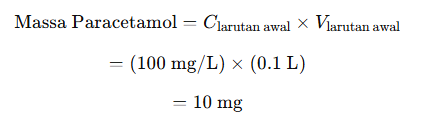 Massa Paracetamol = C_larutan awal × V_larutan awal
= (100 mg/L) × (0.1 L)
= 10 mg